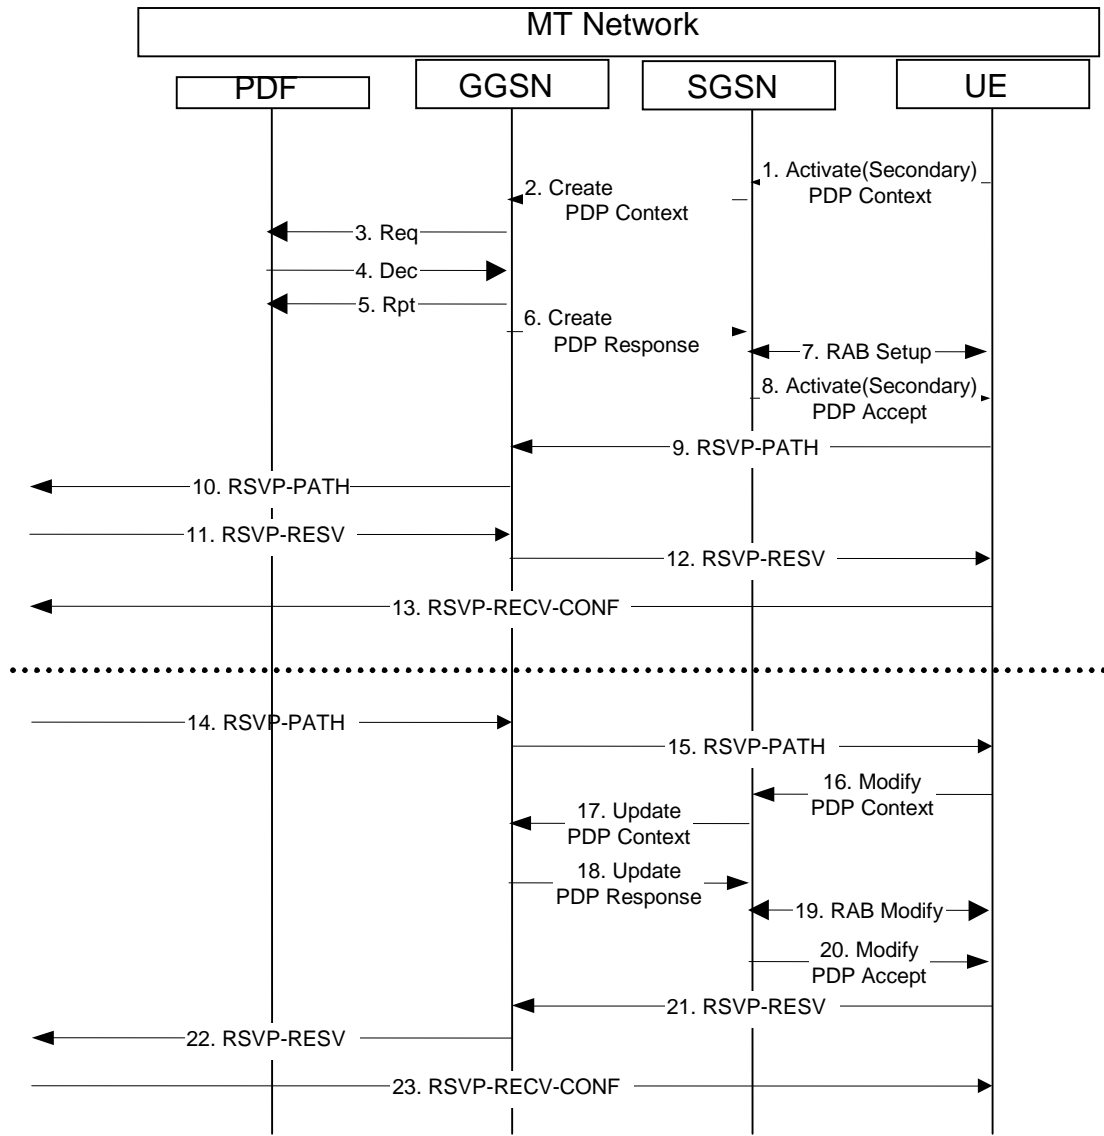 MT Network
PDF
GGSN
SGSN
UE
1. Activate(Secondary)
PDP Context
2. Create
PDP Context
3. Req
4. Dec
5. Rpt
6. Create
PDP Response
7. RAB Setup
8. Activate(Secondary)
PDP Accept
9. RSVP-PATH
10. RSVP-PATH
11. RSVP-RESV
12. RSVP-RESV
13. RSVP-RECV-CONF
14. RSVP-PATH
15. RSVP-PATH
16. Modify
PDP Context
17. Update
PDP Context
18. Update
PDP Response
19. RAB Modify
20. Modify
PDP Accept
21. RSVP-RESV
22. RSVP-RESV
23. RSVP-RECV-CONF